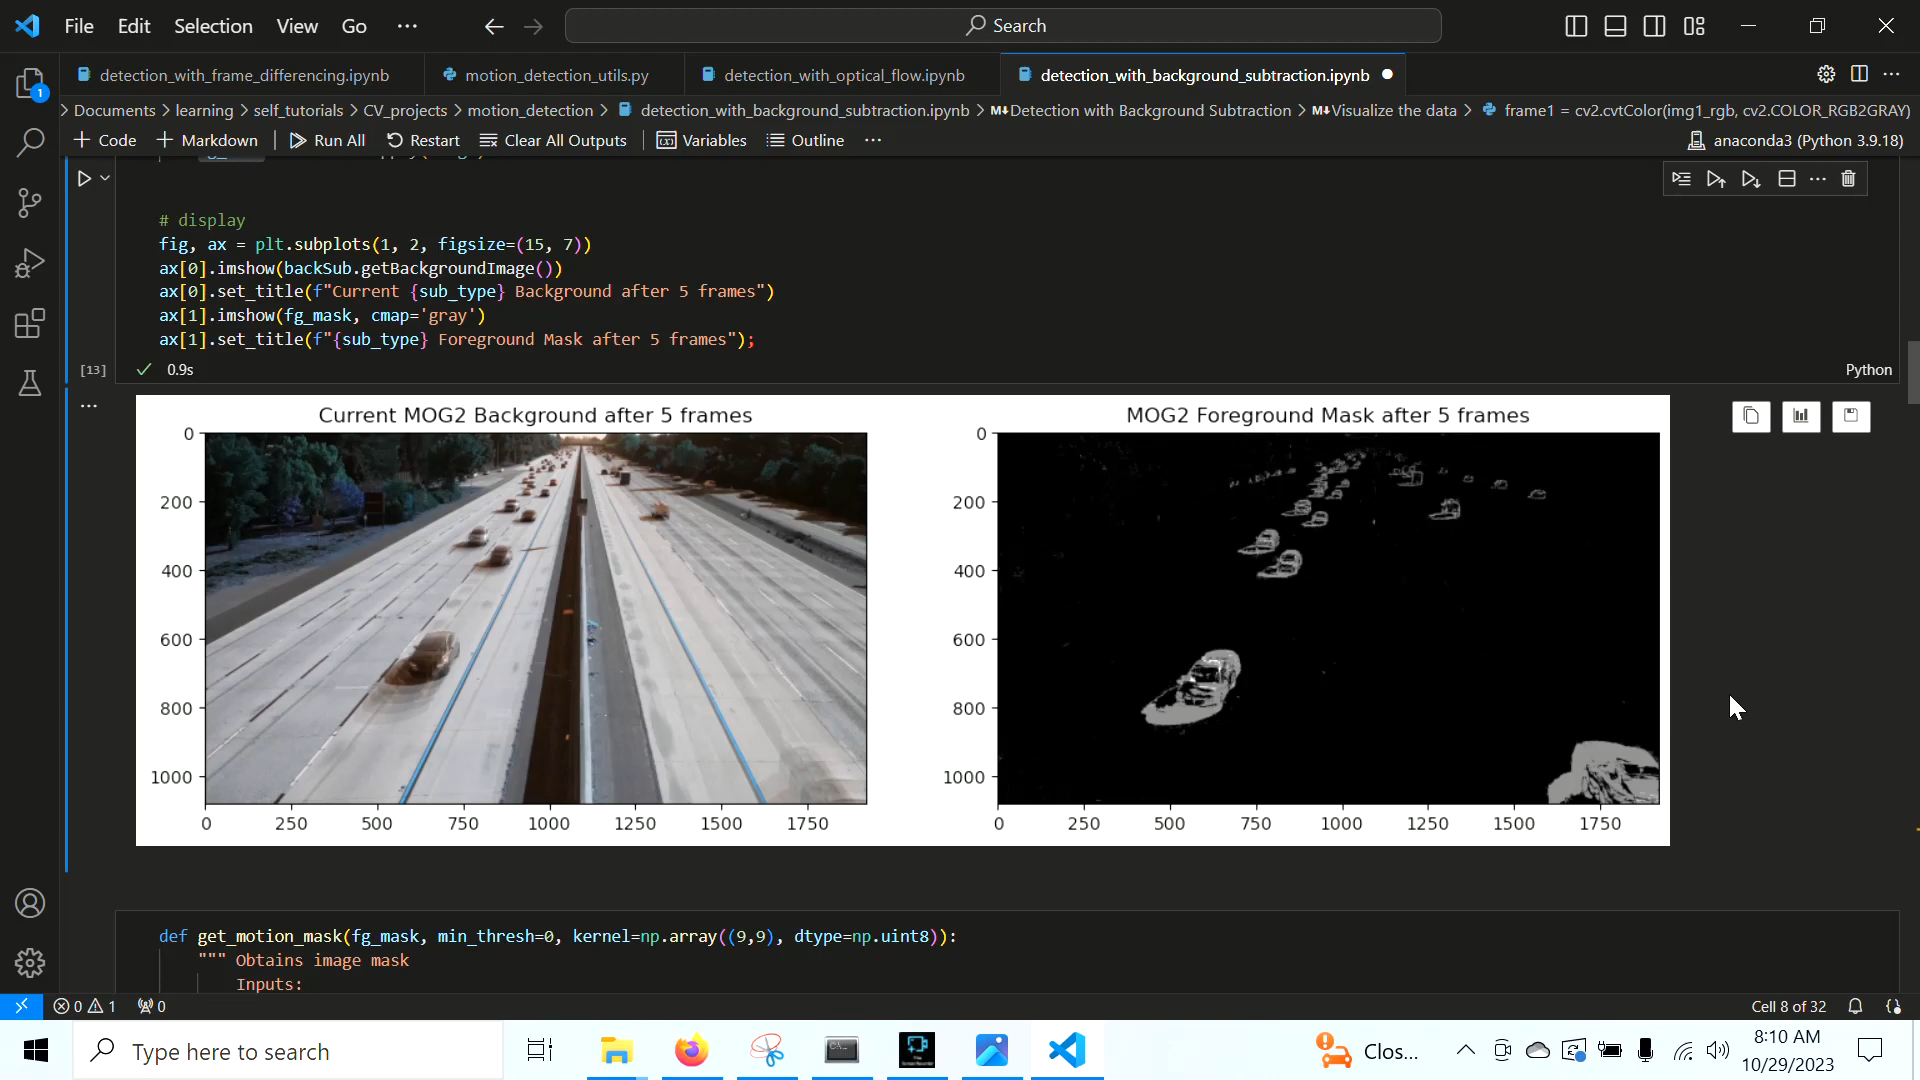 File Edit Selection View Go ··· Search
detection_with_frame_differencing.ipynb motion_detection_utils.py detection_with_optical_flow.ipynb detection_with_background_subtraction.ipynb
> Documents > learning > self_tutorials > CV_projects > motion_detection > detection_with_background_subtraction.ipynb > M↓Detection with Background Subtraction > M↓Visualize the data > frame1 = cv2.cvtColor(img1_rgb, cv2.COLOR_RGB2GRAY)
+ Code + Markdown Run All Restart Clear All Outputs Variables Outline ··· anaconda3 (Python 3.9.18)
# display
fig, ax = plt.subplots(1, 2, figsize=(15, 7))
ax[0].imshow(backSub.getBackgroundImage())
ax[0].set_title(f"Current {sub_type} Background after 5 frames")
ax[1].imshow(fg_mask, cmap='gray')
ax[1].set_title(f"{sub_type} Foreground Mask after 5 frames");
[13] 0.9s Python
Current MOG2 Background after 5 frames
0
200
400
600
800
1000
0 250 500 750 1000 1250 1500 1750
MOG2 Foreground Mask after 5 frames
0
200
400
600
800
1000
0 250 500 750 1000 1250 1500 1750
def get_motion_mask(fg_mask, min_thresh=0, kernel=np.array((9,9), dtype=np.uint8)):
""" Obtains image mask
Inputs:
0 1 0 Cell 8 of 32
Type here to search Clos... 8:10 AM
10/29/2023
1